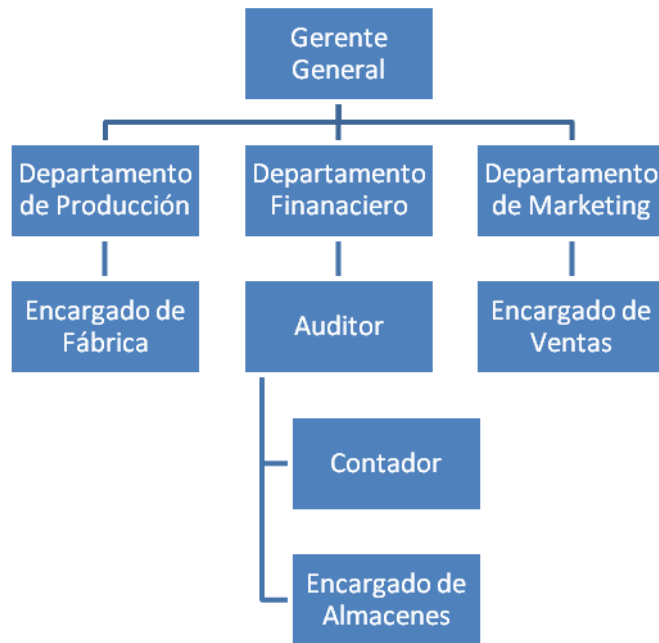 Gerente
General
Departamento
de Producción
Departamento
Finanaciero
Departamento
de Marketing
Encargado de
Fábrica
Auditor
Encargado de
Ventas
Contador
Encargado de
Almacenes